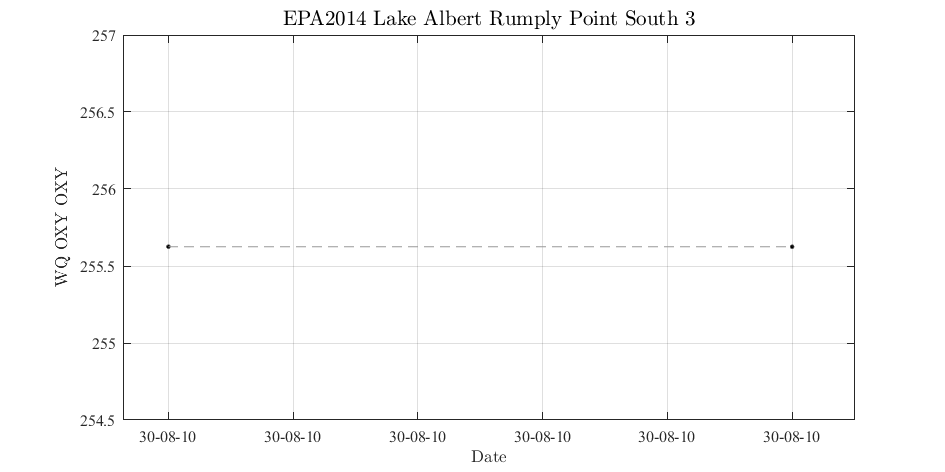 EPA2014 Lake Albert Rumply Point South 3
257
256.5
256
255.5
255
254.5
WQ OXY OXY
30-08-10 30-08-10 30-08-10 30-08-10 30-08-10 30-08-10
Date